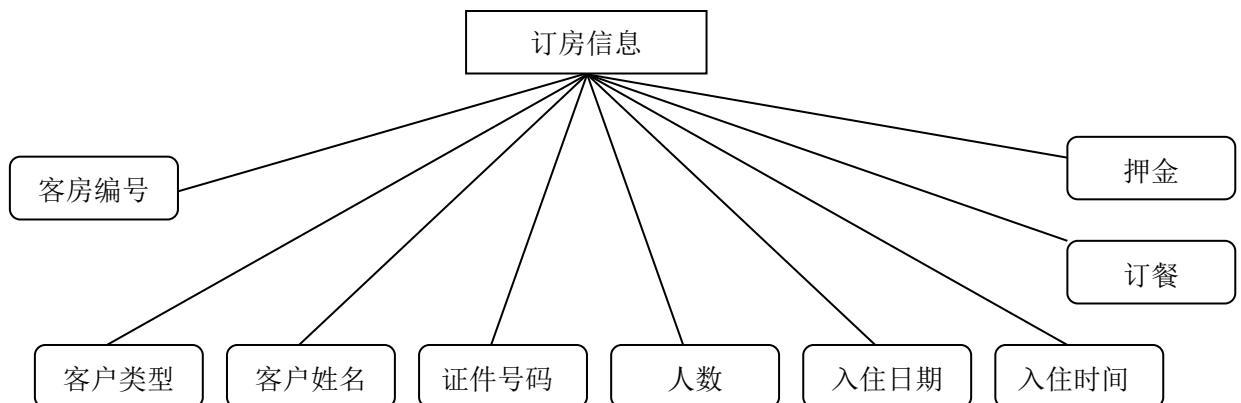 订房信息
客房编号
押金
订餐
客户类型
客户姓名
证件号码
人数
入住日期
入住时间